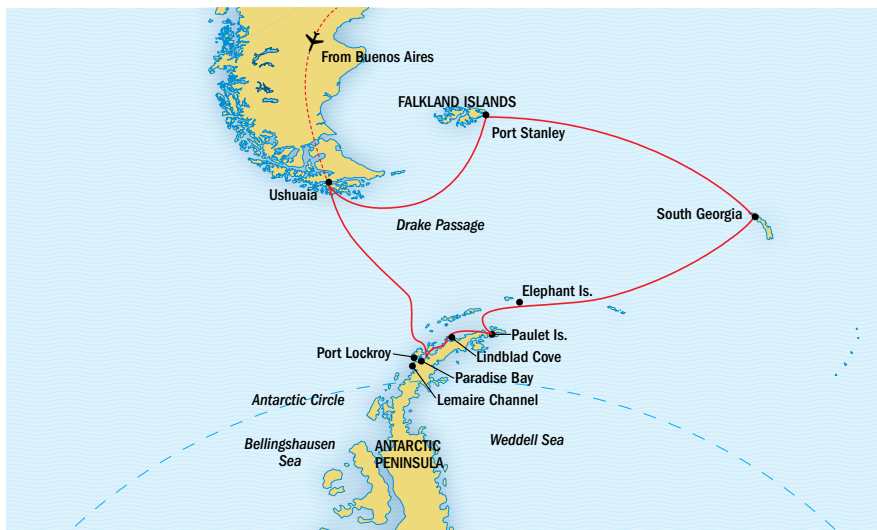 From Buenos Aires
FALKLAND ISLANDS
Port Stanley
Ushuaia
South Georgia
Drake Passage
Elephant Is.
Paulet Is.
Port Lockroy
Lindblad Cove
Paradise Bay
Antarctic Circle
Lemaire Channel
Bellingshausen
Sea
Weddell Sea
ANTARCTIC
PENINSULA